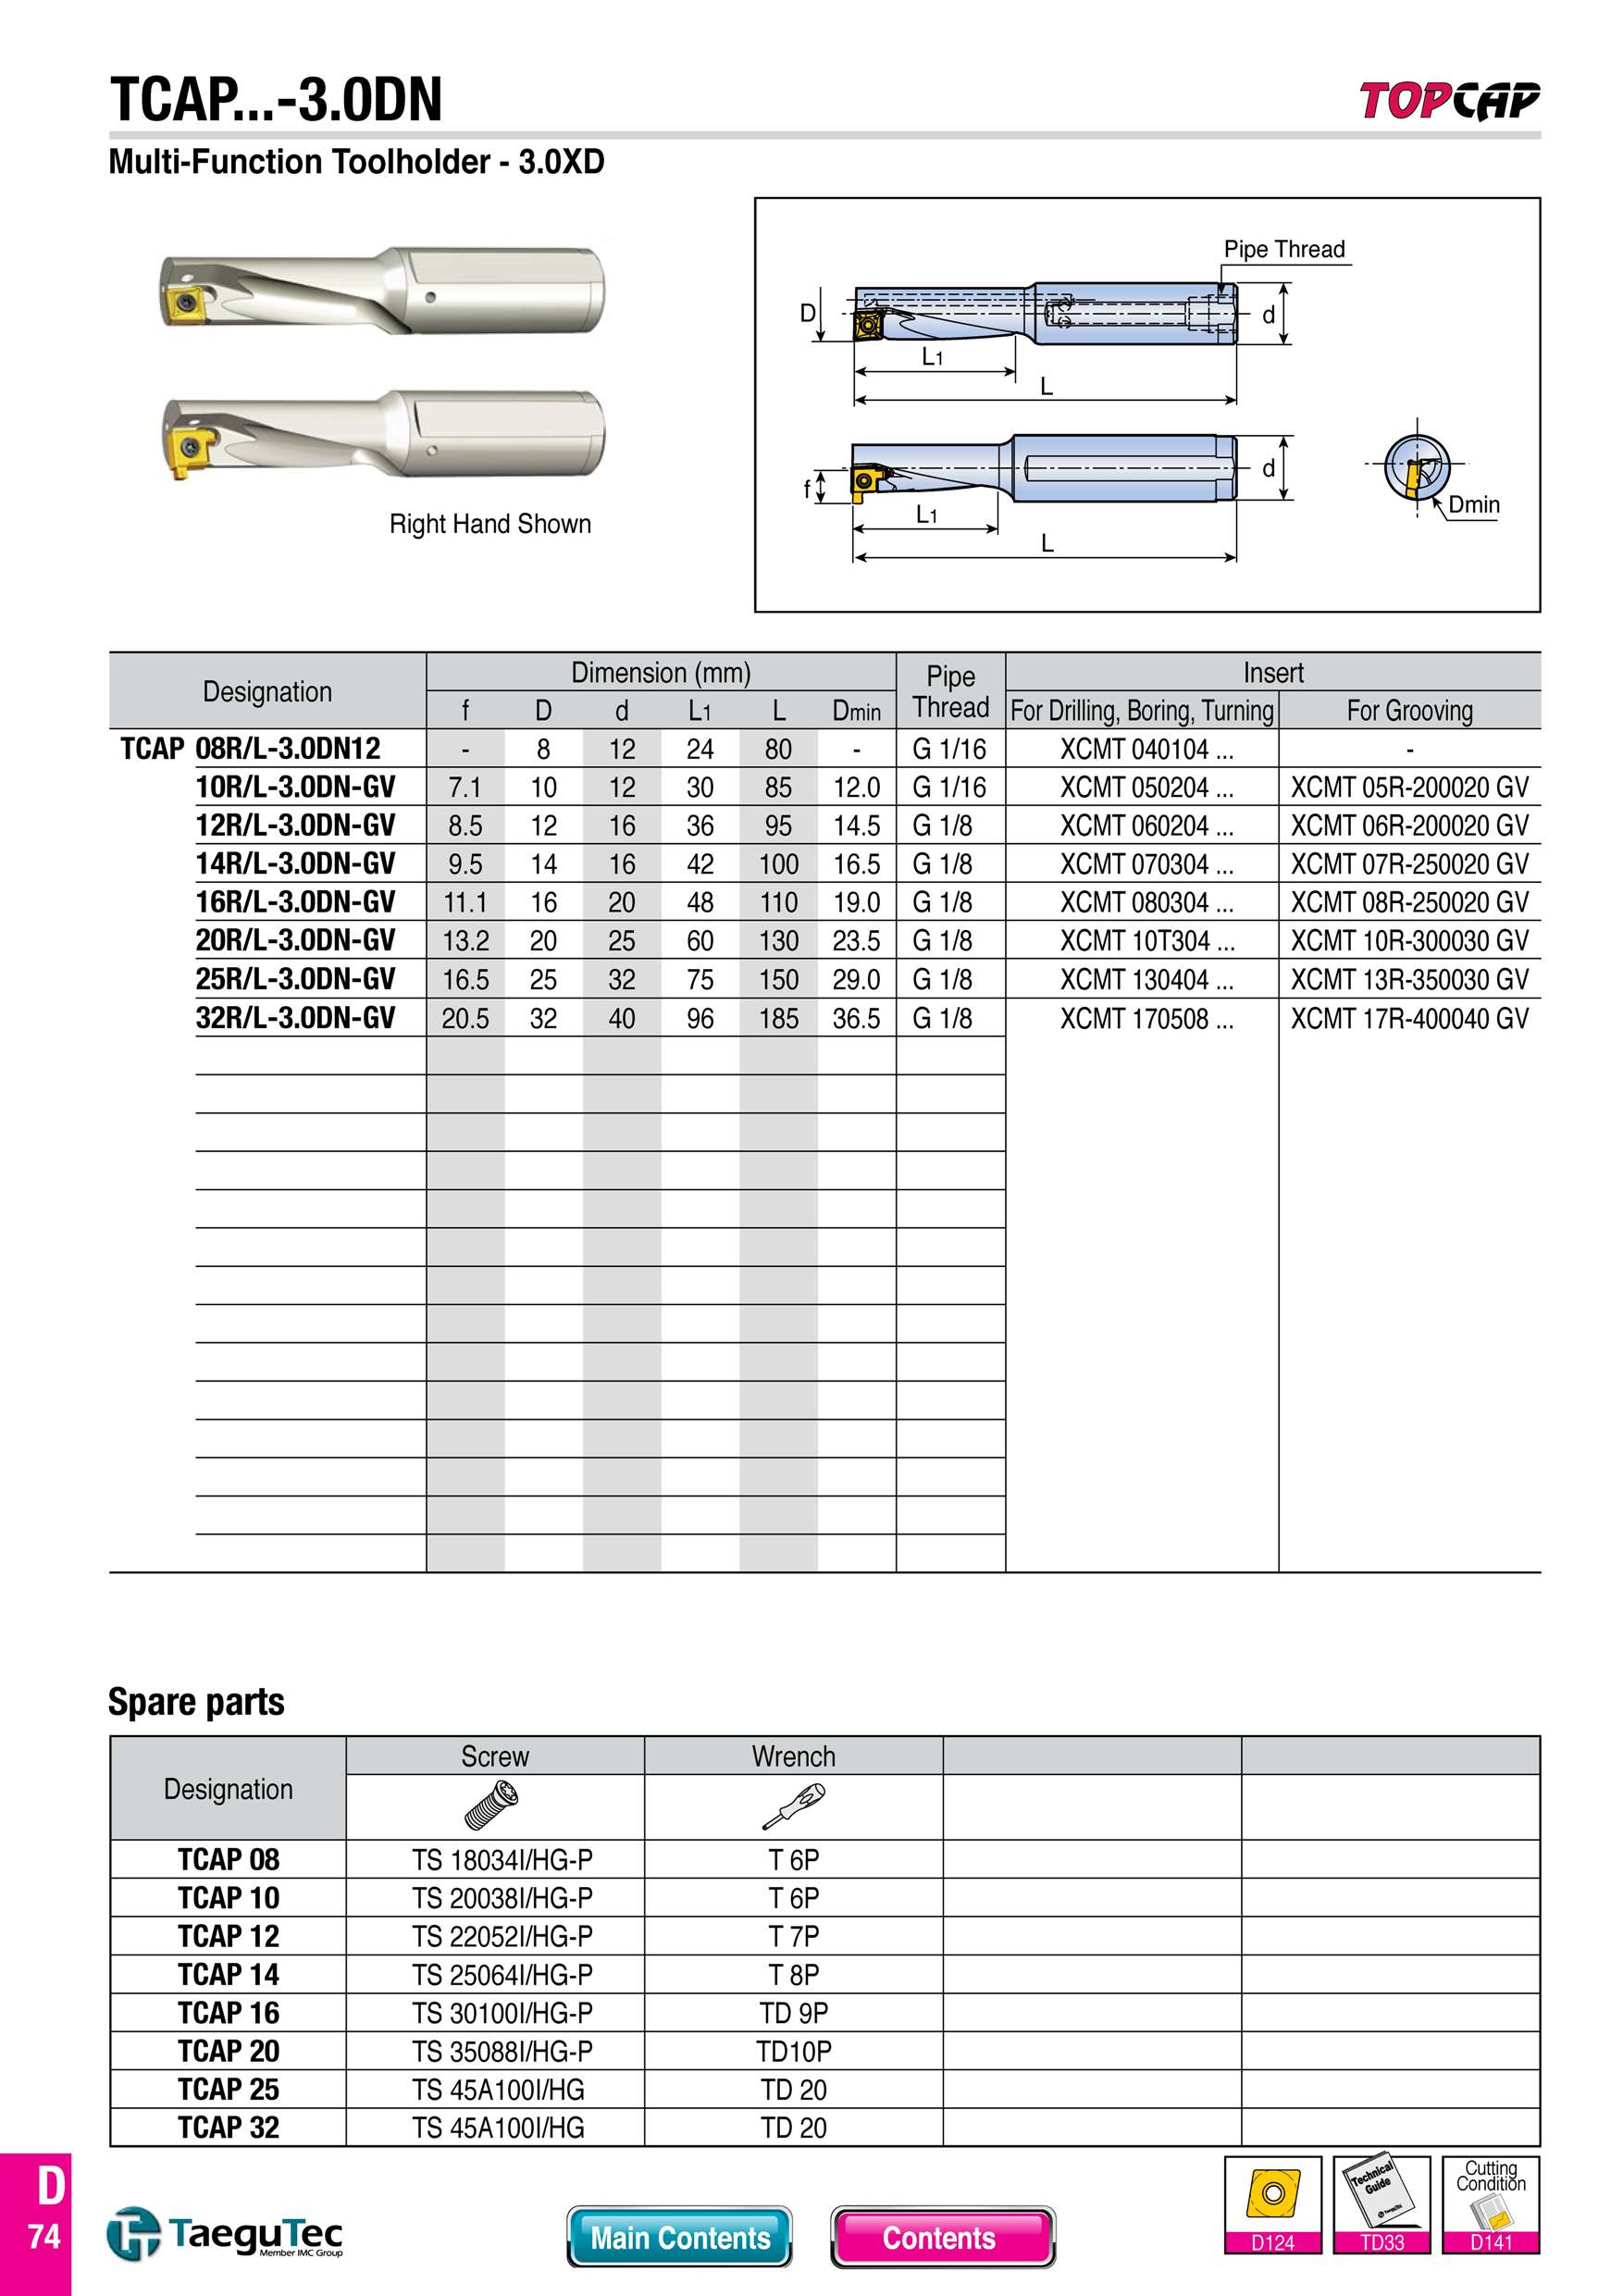 TCAP...-3.0DN
TOPCAP
Multi-Function Toolholder - 3.0XD
Right Hand Shown
Pipe Thread
D
d
L1
L
f
d
L1
L
Dmin
Designation Dimension (mm) Pipe Thread Insert
f D d L1 L Dmin For Drilling, Boring, Turning For Grooving
TCAP 08R/L-3.0DN12 - 8 12 24 80 - G 1/16 XCMT 040104 ... -
10R/L-3.0DN-GV 7.1 10 12 30 85 12.0 G 1/16 XCMT 050204 ... XCMT 05R-200020 GV
12R/L-3.0DN-GV 8.5 12 16 36 95 14.5 G 1/8 XCMT 060204 ... XCMT 06R-200020 GV
14R/L-3.0DN-GV 9.5 14 16 42 100 16.5 G 1/8 XCMT 070304 ... XCMT 07R-250020 GV
16R/L-3.0DN-GV 11.1 16 20 48 110 19.0 G 1/8 XCMT 080304 ... XCMT 08R-250020 GV
20R/L-3.0DN-GV 13.2 20 25 60 130 23.5 G 1/8 XCMT 10T304 ... XCMT 10R-300030 GV
25R/L-3.0DN-GV 16.5 25 32 75 150 29.0 G 1/8 XCMT 130404 ... XCMT 13R-350030 GV
32R/L-3.0DN-GV 20.5 32 40 96 185 36.5 G 1/8 XCMT 170508 ... XCMT 17R-400040 GV
Spare parts
Designation Screw Wrench
TCAP 08 TS 18034I/HG-P T 6P
TCAP 10 TS 20038I/HG-P T 6P
TCAP 12 TS 22052I/HG-P T 7P
TCAP 14 TS 25064I/HG-P T 8P
TCAP 16 TS 30100I/HG-P TD 9P
TCAP 20 TS 35088I/HG-P TD10P
TCAP 25 TS 45A100I/HG TD 20
TCAP 32 TS 45A100I/HG TD 20
D
74
TaeguTec
Member IMC Group
Main Contents
Contents
D124
Technical
Guide
TD33
Cutting
Condition
D141